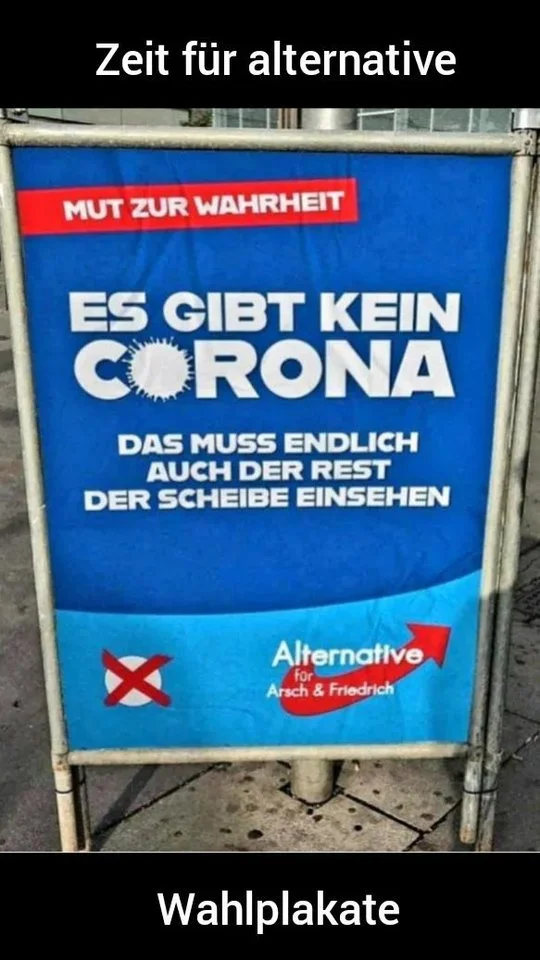 Zeit für alternative
MUT ZUR WAHRHEIT
ES GIBT KEIN
CORONA
DAS MUSS ENDLICH
AUCH DER REST
DER SCHEIBE EINSEHEN
Alternative
für
Arsch & Friedrich
Wahlplakate